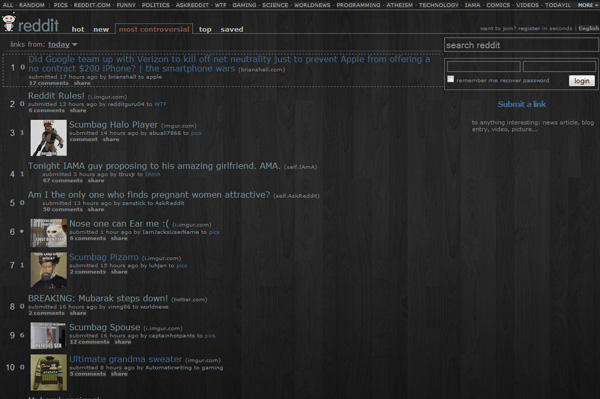 ALL · RANDOM | PICS · REDDIT.COM · FUNNY · POLITICS · ASKREDDIT · WTF · GAMING · SCIENCE · WORLDNEWS · PROGRAMMING · ATHEISM · TECHNOLOGY · IAMA · COMICS · VIDEOS · TODAYIL MORE »
reddit hot new most controversial top saved
want to join? register in seconds | English
links from: today
search reddit
remember me recover password login
Submit a link
to anything interesting: news article, blog entry, video, picture...
1 0 Did Google team up with Verizon to kill off net neutrality just to prevent Apple from offering a
no contract $200 iPhone? | the smartphone wars (brianshall.com)
submitted 17 hours ago by brianshall to apple
17 comments share
2 0 Reddit Rules! (i.imgur.com)
submitted 13 hours ago by redditguru04 to WTF
6 comments share
3 1 Scumbag Halo Player (imgur.com)
submitted 14 hours ago by abuali7866 to pics
comment share
4 1 Tonight IAMA guy proposing to his amazing girlfriend. AMA. (self.IAmA)
submitted 3 hours ago by ttruvjr to IAmA
67 comments share
5 0 Am I the only one who finds pregnant women attractive? (self.AskReddit)
submitted 13 hours ago by zenstick to AskReddit
50 comments share
6 • Nose one can Ear me :( (i.imgur.com)
submitted 1 hour ago by IamJacksUserName to pics
6 comments share
7 1 Scumbag Pizarro (i.imgur.com)
submitted 15 hours ago by luhjan to pics
2 comments share
8 0 BREAKING: Mubarak steps down! (twitter.com)
submitted 16 hours ago by vinng86 to worldnews
2 comments share
9 6 Scumbag Spouse (i.imgur.com)
submitted 16 hours ago by captainhotpants to pics
12 comments share
10 0 Ultimate grandma sweater (imgur.com)
submitted 8 hours ago by Automaticwriting to gaming
5 comments share